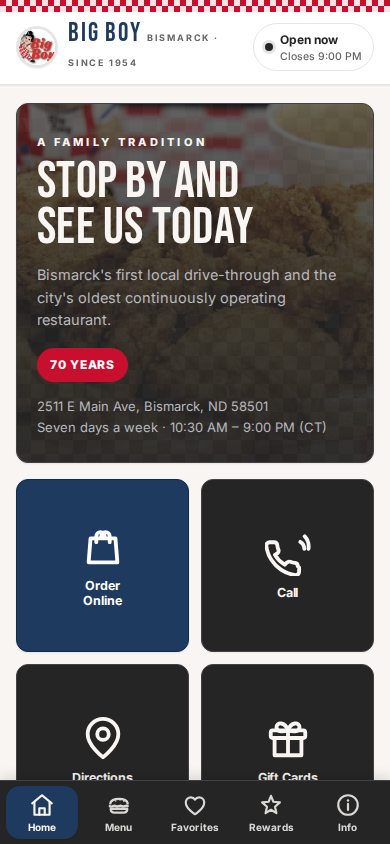 Big Boy
BIG BOY BISMARCK ·
SINCE 1954
Open now
Closes 9:00 PM
A FAMILY TRADITION
STOP BY AND
SEE US TODAY
Bismarck's first local drive-through and the
city's oldest continuously operating
restaurant.
70 YEARS
2511 E Main Ave, Bismarck, ND 58501
Seven days a week · 10:30 AM – 9:00 PM (CT)
Order
Online
Call
Directions
Gift Cards
Home
Menu
Favorites
Rewards
Info